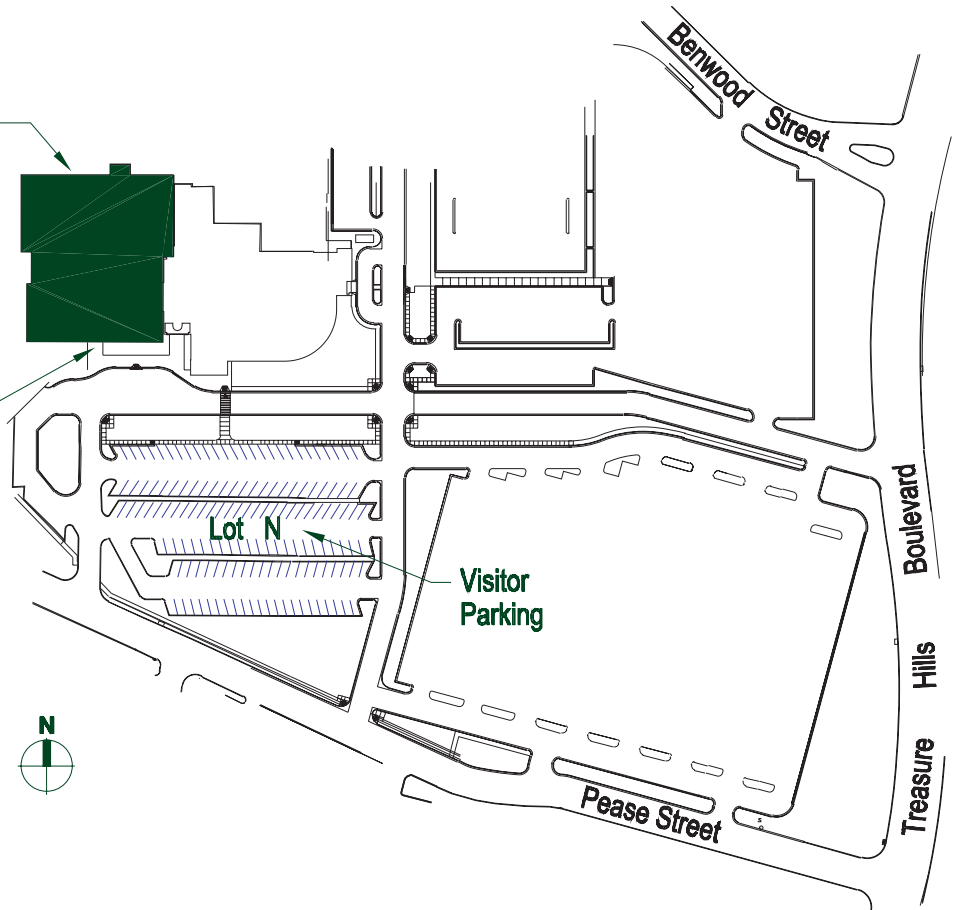 Benwood Street
Lot N
Visitor
Parking
Treasure Hills Boulevard
N
Pease Street